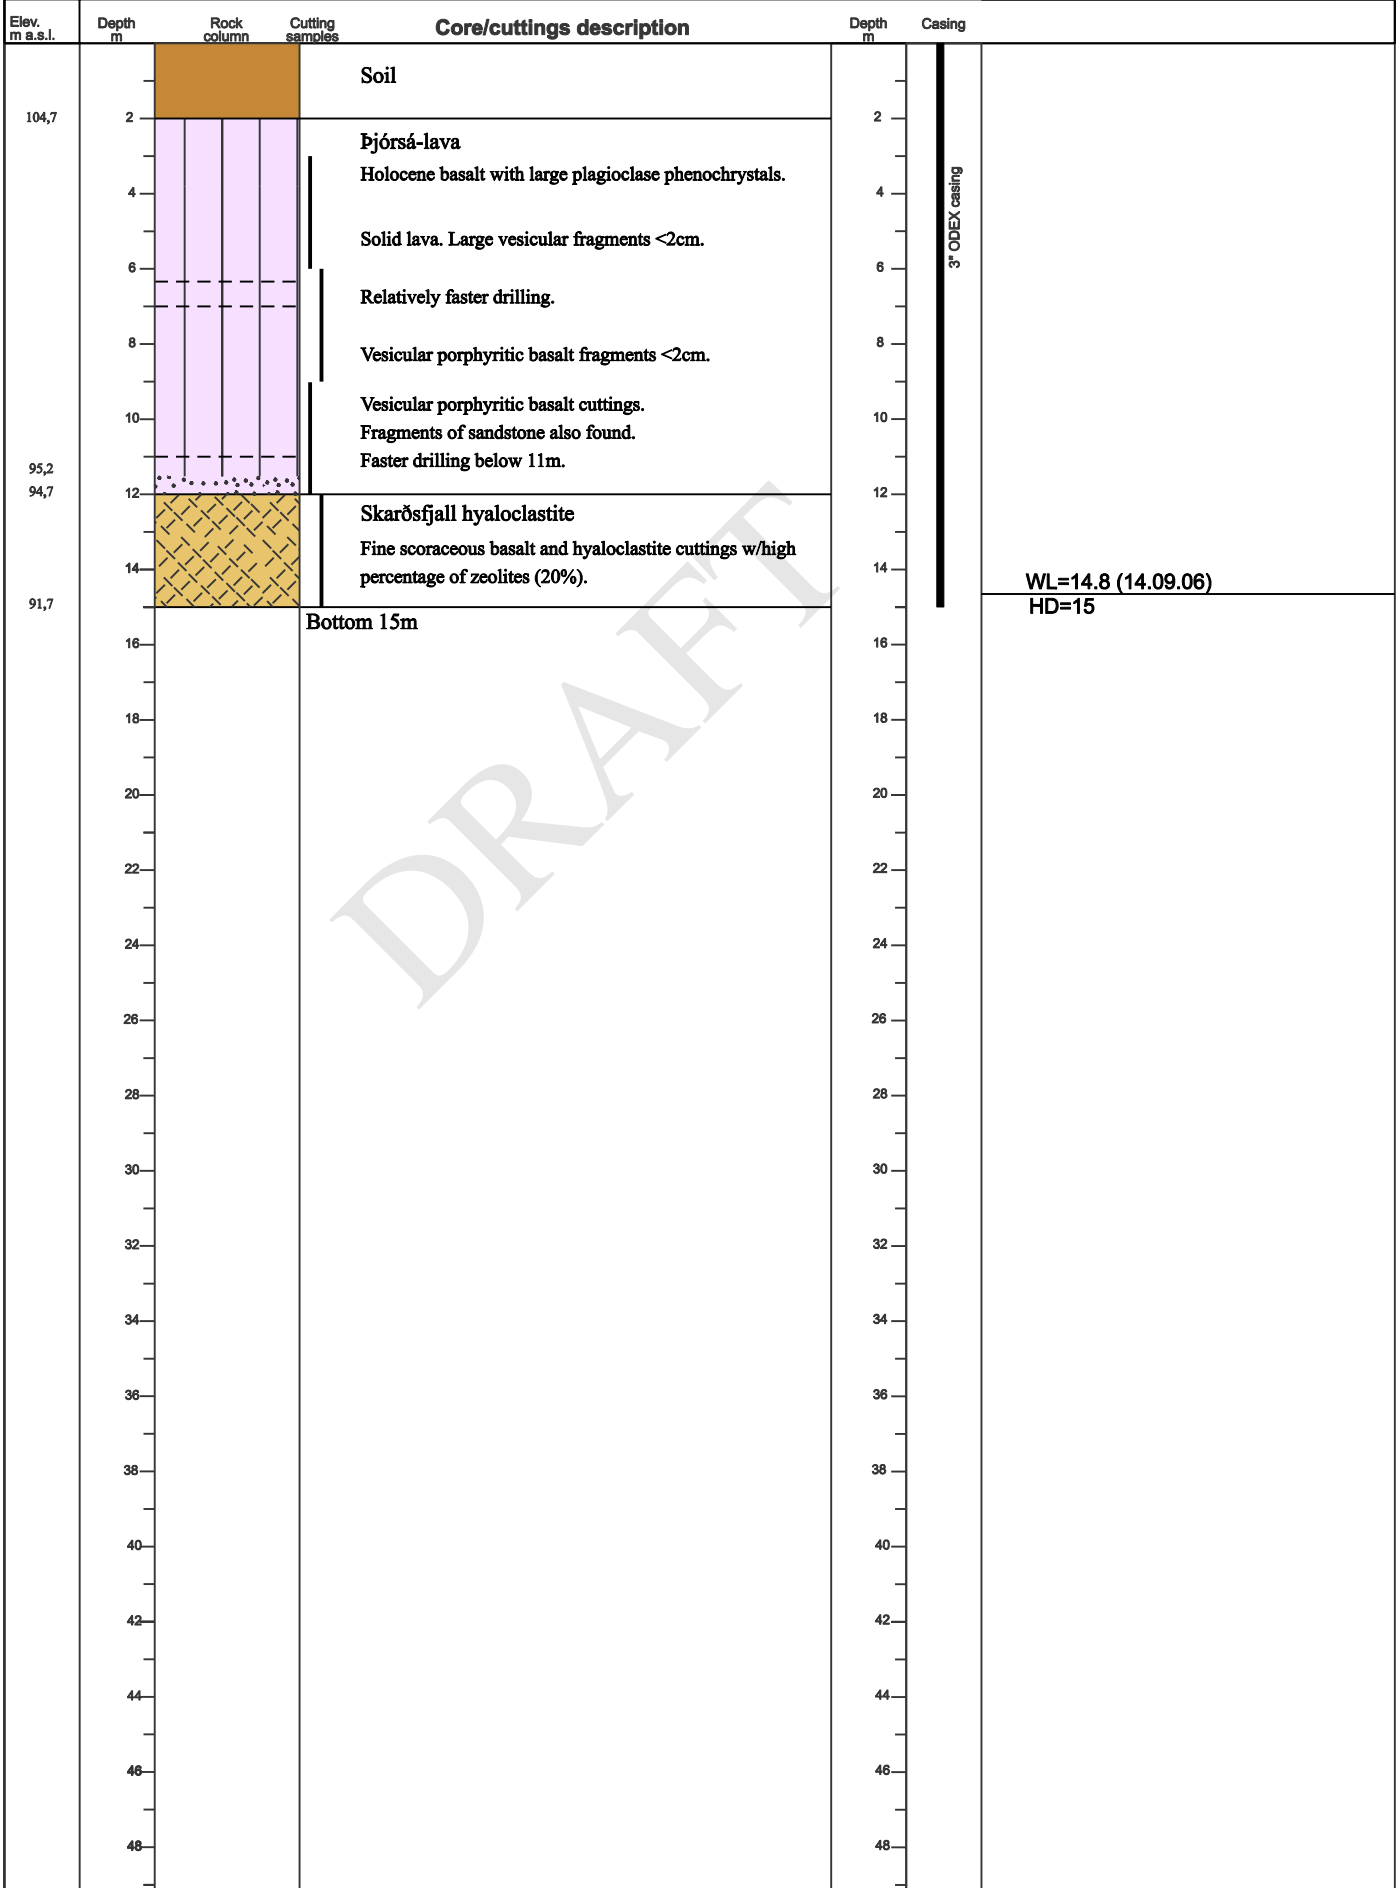 Elev.
m a.s.l.
Depth
m
Rock
column
Cutting
samples
Core/cuttings description
Depth
m
Casing
Soil
104,7
2
2
Þjórsá-lava
Holocene basalt with large plagioclase phenochrystals.
4
4
3" ODEX casing
Solid lava. Large vesicular fragments <2cm.
6
6
Relatively faster drilling.
8
8
Vesicular porphyritic basalt fragments <2cm.
Vesicular porphyritic basalt cuttings.
10
10
Fragments of sandstone also found.
Faster drilling below 11m.
95,2
94,7
12
12
Skarðsfjall hyaloclastite
Fine scoraceous basalt and hyaloclastite cuttings w/high
percentage of zeolites (20%).
14
14
WL=14.8 (14.09.06)
91,7
HD=15
Bottom 15m
16
16
18
18
20
20
22
22
24
24
26
26
28
28
30
30
32
32
34
34
36
36
38
38
40
40
42
42
44
44
46
46
48
48
DRAFT